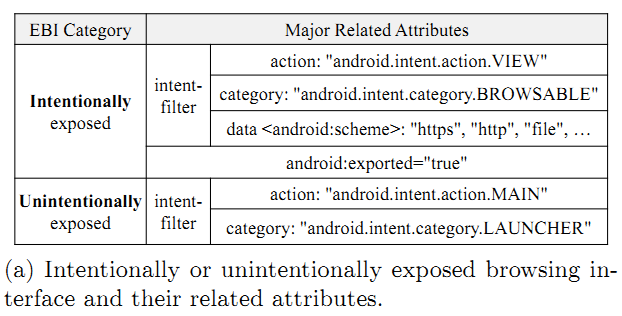 EBI Category Major Related Attributes
Intentionally
exposed
intent-
filter
action: "android.intent.action.VIEW"
category: "android.intent.category.BROWSABLE"
data <android:scheme>: "https", "http", "file", …
android:exported="true"
Unintentionally
exposed
intent-
filter
action: "android.intent.action.MAIN"
category: "android.intent.category.LAUNCHER"
(a) Intentionally or unintentionally exposed browsing in-
terface and their related attributes.